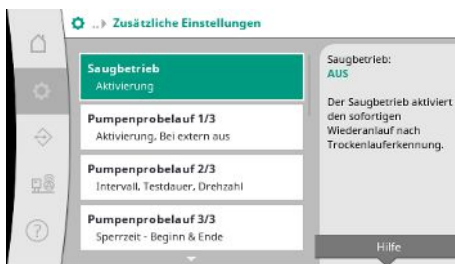 ..▸ Zusätzliche Einstellungen
Saugbetrieb
Aktivierung
Pumpenprobelauf 1/3
Aktivierung, Bei extern aus
Pumpenprobelauf 2/3
Intervall, Testdauer, Drehzahl
Pumpenprobelauf 3/3
Sperrzeit - Beginn & Ende
Saugbetrieb:
AUS
Der Saugbetrieb aktiviert
den sofortigen
Wiederanlauf nach
Trockenlauferkennung.
Hilfe
?